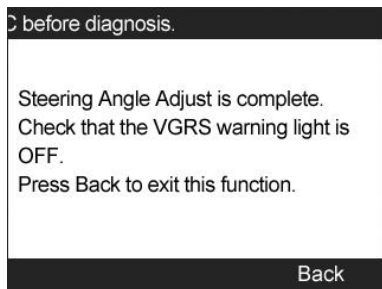 before diagnosis.
Steering Angle Adjust is complete.
Check that the VGRS warning light is
OFF.
Press Back to exit this function.
Back